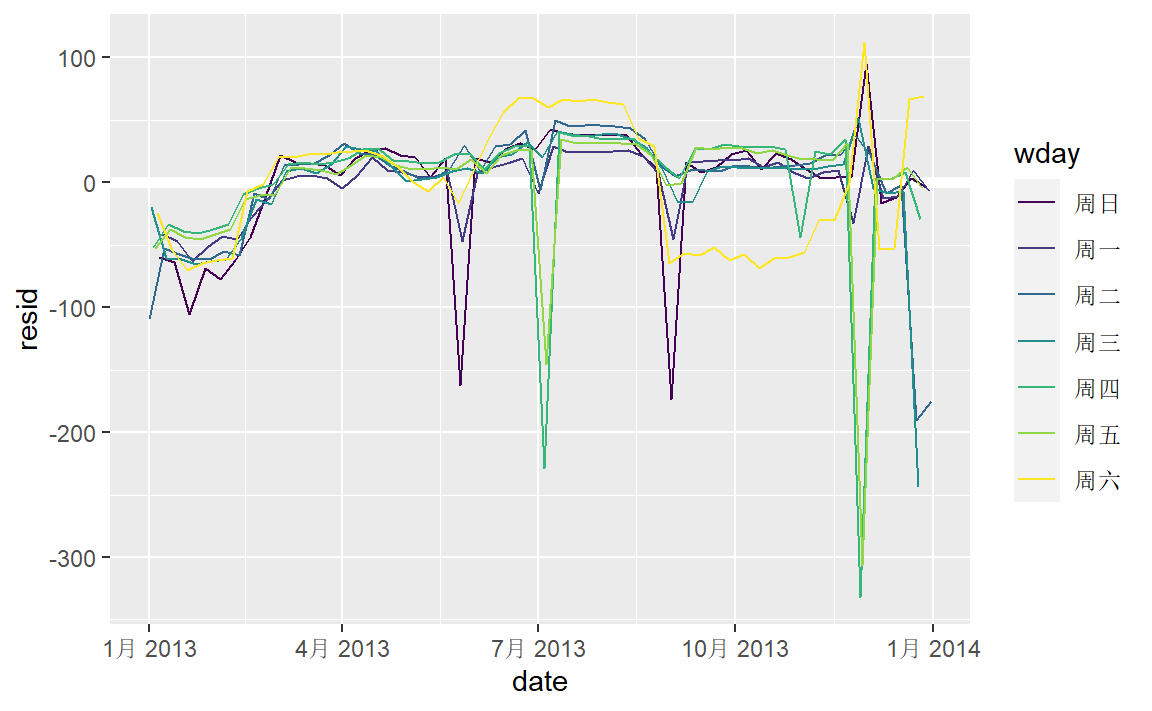 resid
100
0
-100
-200
-300
1月 2013
4月 2013
7月 2013
10月 2013
1月 2014
date
wday
周日
周一
周二
周三
周四
周五
周六